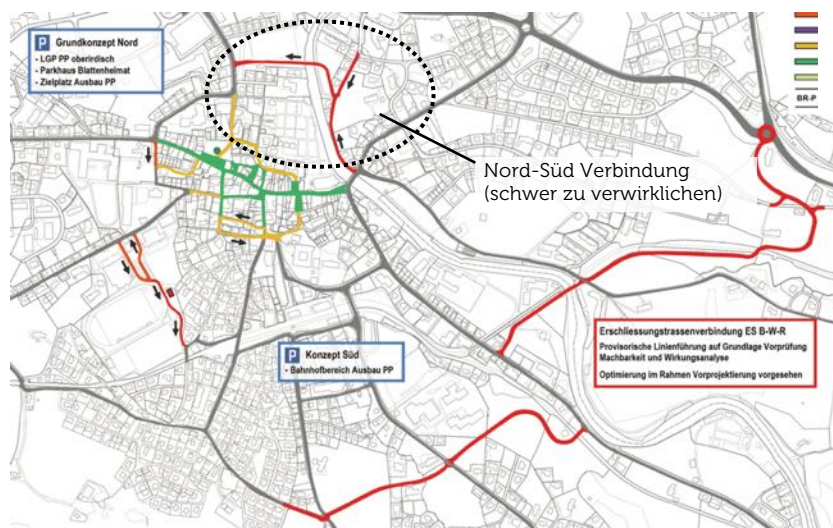 P Grundkonzept Nord
- LGP PP oberirdisch
- Parkhaus Blattenheimat
- Zielplatz Ausbau PP
BR-P
Nord-Süd Verbindung
(schwer zu verwirklichen)
Erschliessungstrassenverbindung ES B-W-R
Provisorische Linienführung auf Grundlage Vorprüfung
Machbarkeit und Wirkungsanalyse
Optimierung im Rahmen Vorprojektierung vorgesehen
P Konzept Süd
- Bahnhofbereich Ausbau PP